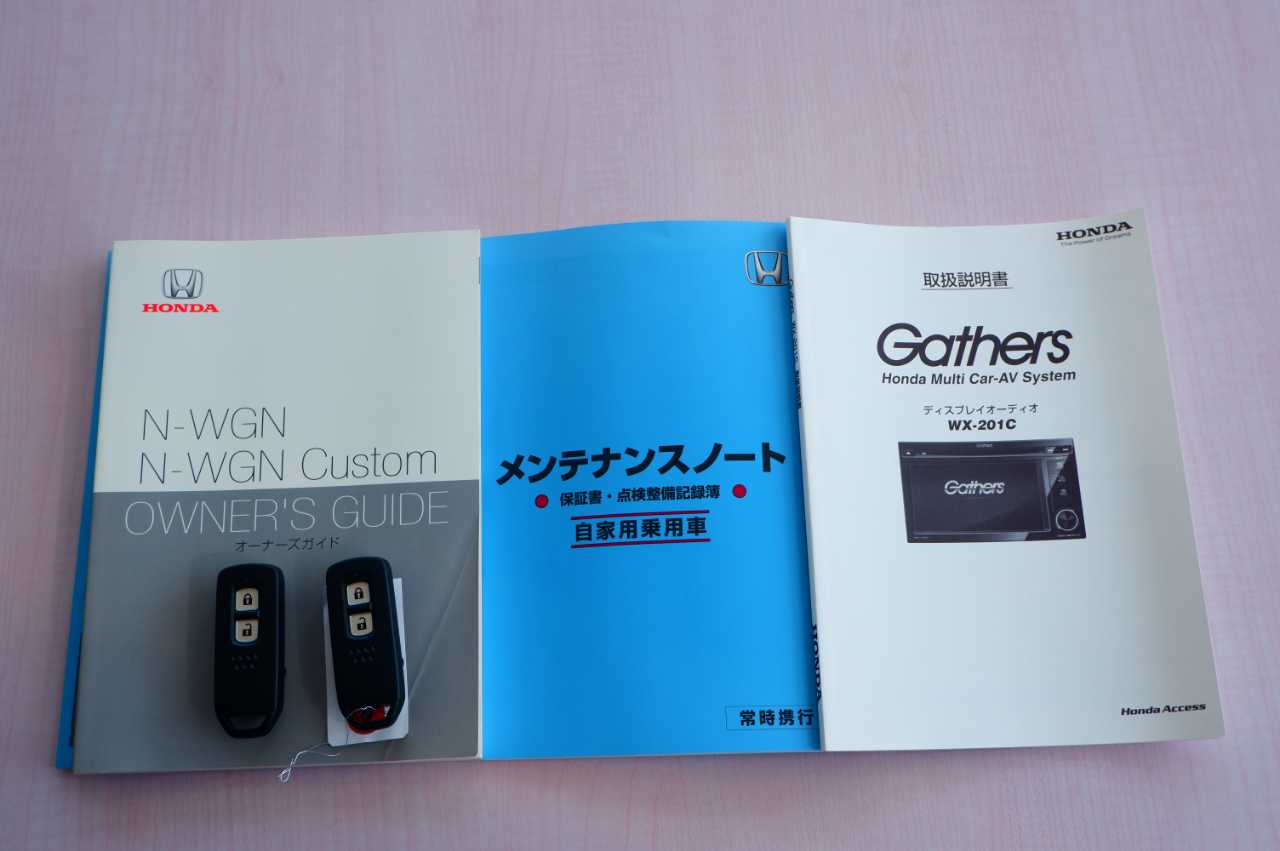 HONDA
N-WGN
N-WGN Custom
OWNER'S GUIDE
オーナーズガイド
メンテナンスノート
保証書・点検整備記録簿
自家用乗用車
常時携行
HONDA
HONDA
The Power of Dreams
取扱説明書
Gathers
Honda Multi Car-AV System
ディスプレイオーディオ
WX-201C
Gathers
Honda Access